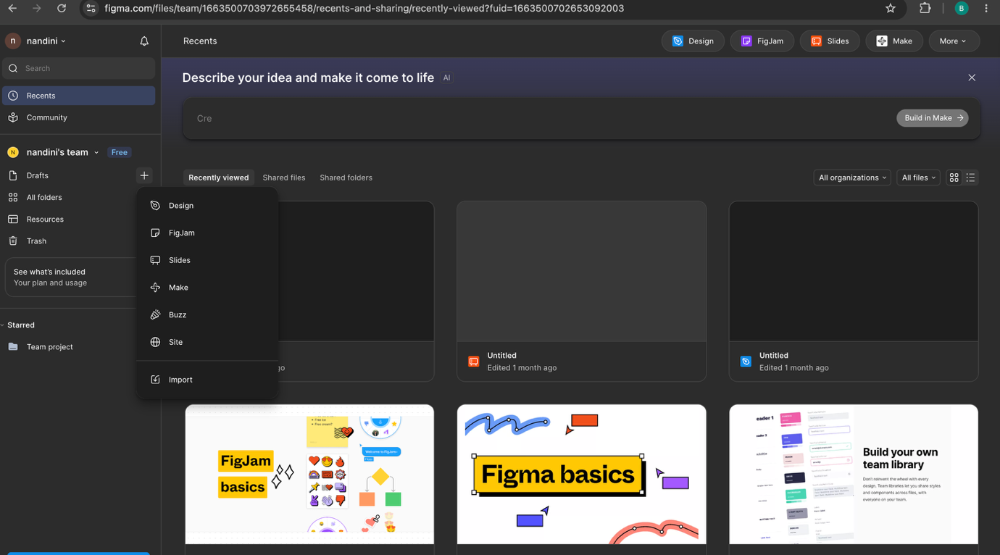 figma.com/files/team/1663500703972655458/recents-and-sharing/recently-viewed?fuid=1663500702653092003
B
n nandini
Recents
Design
FigJam
Slides
Make
More
Search
Recents
Community
Describe your idea and make it come to life AI
Cre
Build in Make
N nandini's team Free
Drafts
All folders
Resources
Trash
See what's included
Your plan and usage
Starred
Team project
Recently viewed
Shared files
Shared folders
All organizations
All files
Design
FigJam
Slides
Make
Buzz
Site
Import
go
Untitled
Edited 1 month ago
Untitled
Edited 1 month ago
FigJam
basics
Free cream?
Welcome to FigJam
Figma basics
eader 1
eader 2
Build your own
team library
Don't reinvent the wheel with every
design. Team libraries let you share styles
and components across files, with
everyone on your team.